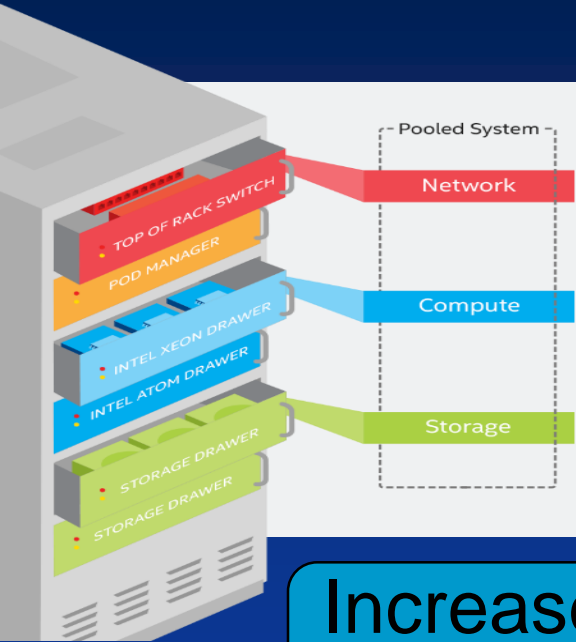 Pooled System
Network
TOP OF RACK SWITCH
POD MANAGER
Compute
INTEL XEON DRAWER
INTEL ATOM DRAWER
Storage
STORAGE DRAWER
STORAGE DRAWER
Increase